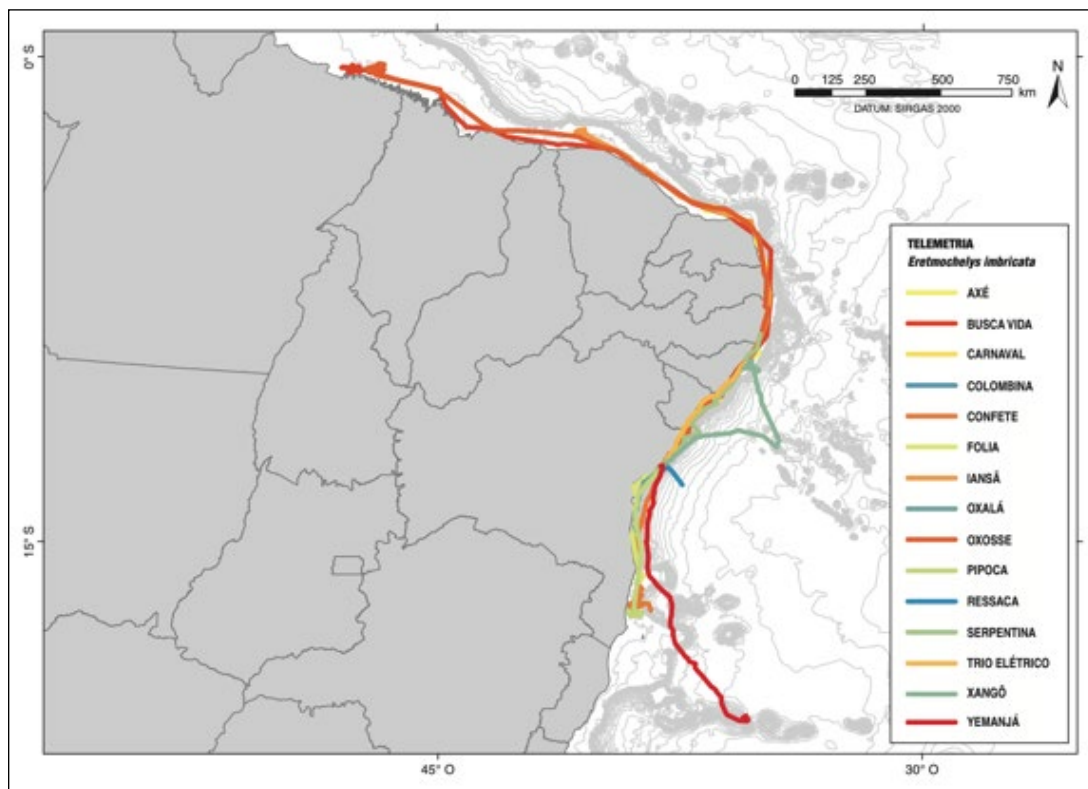 0° S
0 125 250 500 750 km
N
DATUM: SIRGAS 2000
TELEMETRIA
Eretmochelys imbricata
AXÉ
BUSCA VIDA
CARNAVAL
COLOMBINA
CONFETE
FOLIA
IANSÃ
OXALÁ
OXOSSE
PIPOCA
RESSACA
SERPENTINA
TRIO ELÉTRICO
XANGÔ
YEMANJÁ
15° S
45° O
30° O